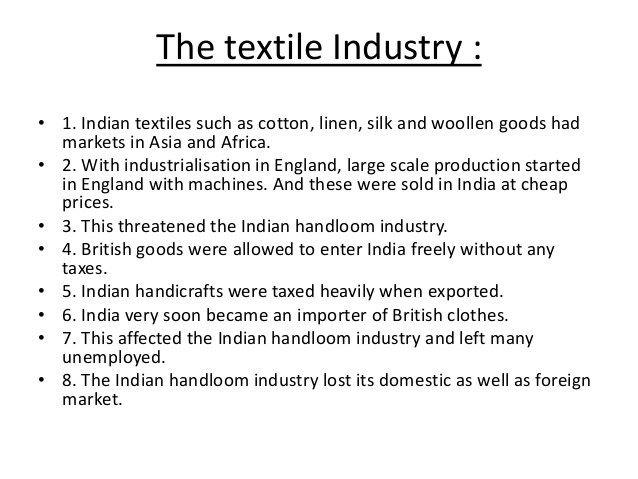 The textile Industry :
• 1. Indian textiles such as cotton, linen, silk and woollen goods had
markets in Asia and Africa.
• 2. With industrialisation in England, large scale production started
in England with machines. And these were sold in India at cheap
prices.
• 3. This threatened the Indian handloom industry.
• 4. British goods were allowed to enter India freely without any
taxes.
• 5. Indian handicrafts were taxed heavily when exported.
• 6. India very soon became an importer of British clothes.
• 7. This affected the Indian handloom industry and left many
unemployed.
• 8. The Indian handloom industry lost its domestic as well as foreign
market.